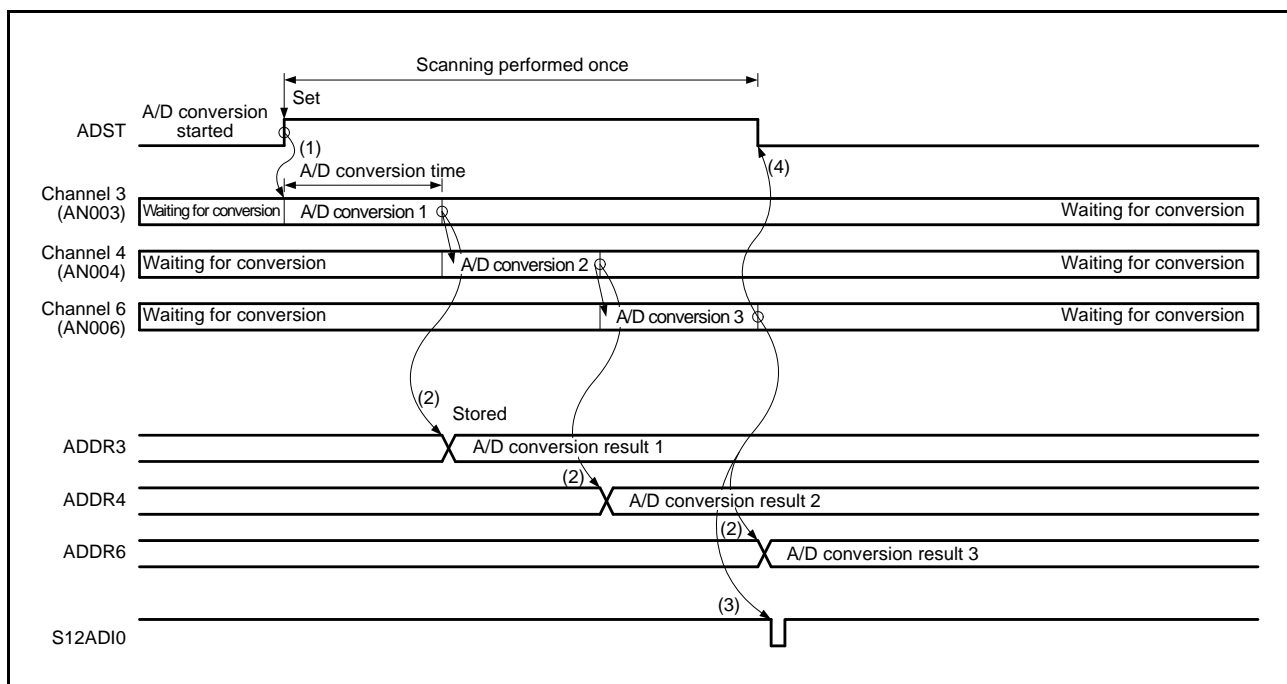 Scanning performed once
Set
A/D conversion
started
ADST
(1)
(4)
A/D conversion time
Channel 3
(AN003)
Waiting for conversion
A/D conversion 1
Waiting for conversion
Channel 4
(AN004)
Waiting for conversion
A/D conversion 2
Waiting for conversion
Channel 6
(AN006)
Waiting for conversion
A/D conversion 3
Waiting for conversion
(2)
Stored
ADDR3
A/D conversion result 1
(2)
ADDR4
A/D conversion result 2
(2)
ADDR6
A/D conversion result 3
(3)
S12ADI0